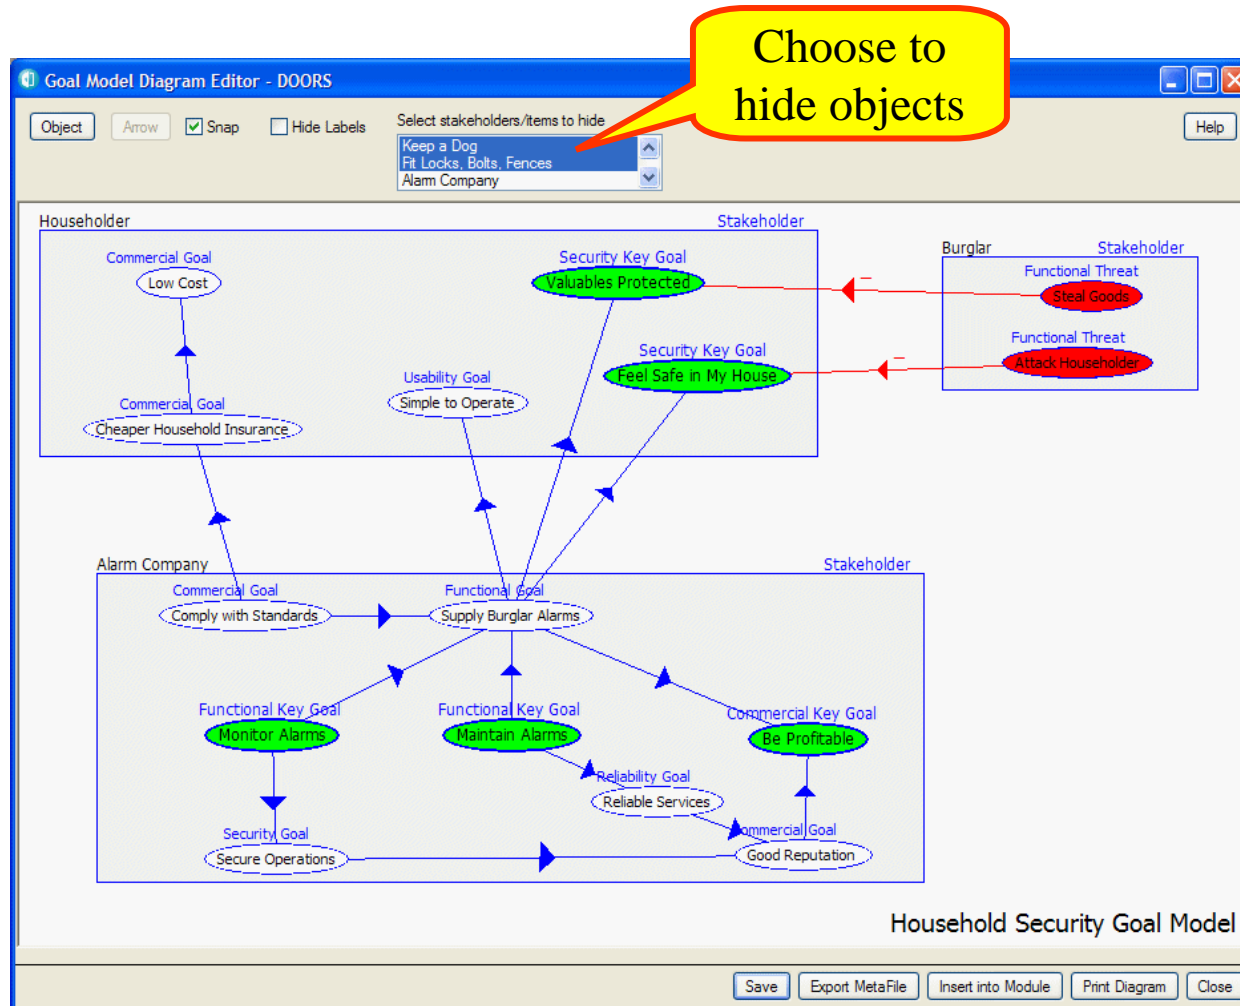 Choose to
hide objects
Goal Model Diagram Editor - DOORS
Object
Arrow
Snap
Hide Labels
Select stakeholders/items to hide
Help
Keep a Dog
Fit Locks, Bolts, Fences
Alarm Company
Householder
Stakeholder
Commercial Goal
Low Cost
Security Key Goal
Valuables Protected
Burglar
Stakeholder
Functional Threat
Steal Goods
Functional Threat
Attack Householder
Security Key Goal
Feel Safe in My House
Usability Goal
Simple to Operate
Commercial Goal
Cheaper Household Insurance
Alarm Company
Stakeholder
Commercial Goal
Comply with Standards
Functional Goal
Supply Burglar Alarms
Functional Key Goal
Monitor Alarms
Functional Key Goal
Maintain Alarms
Commercial Key Goal
Be Profitable
Reliability Goal
Reliable Services
Security Goal
Secure Operations
Commercial Goal
Good Reputation
Household Security Goal Model
Save
Export MetaFile
Insert into Module
Print Diagram
Close